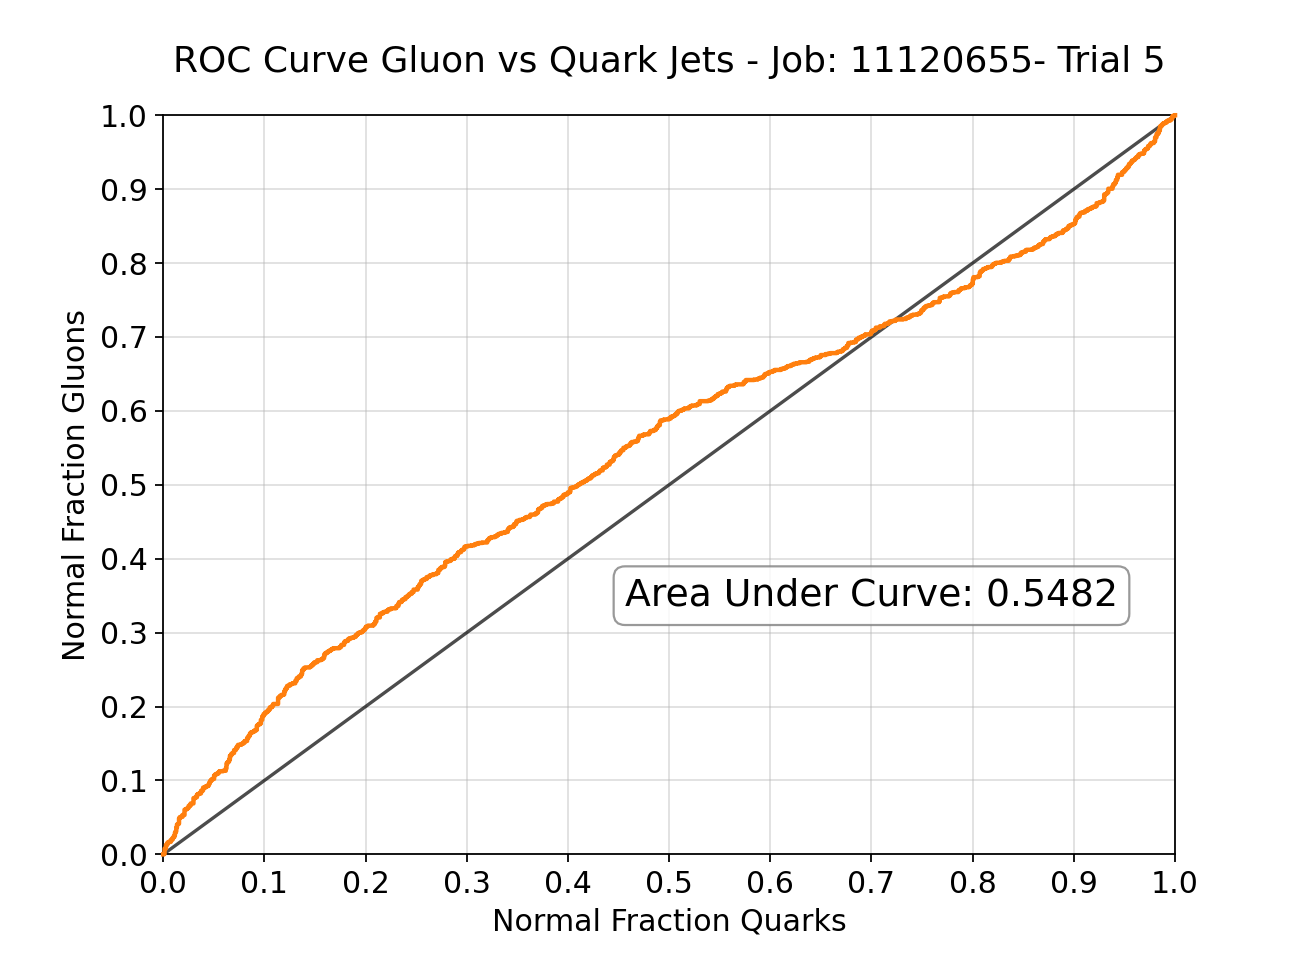 ROC Curve Gluon vs Quark Jets - Job: 11120655- Trial 5
1.0
0.9
0.8
0.7
0.6
0.5
0.4
0.3
0.2
0.1
0.0
Normal Fraction Gluons
Area Under Curve: 0.5482
0.0 0.1 0.2 0.3 0.4 0.5 0.6 0.7 0.8 0.9 1.0
Normal Fraction Quarks